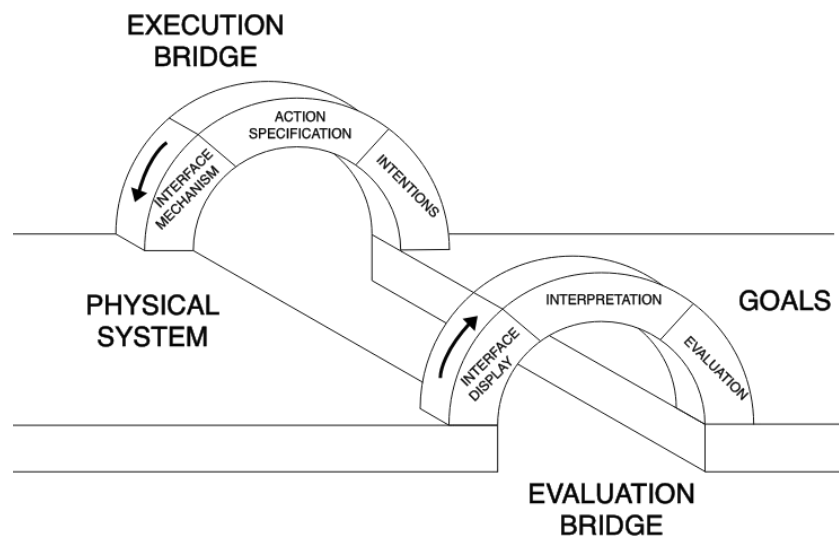 EXECUTION
BRIDGE
ACTION
SPECIFICATION
INTERFACE
MECHANISM
INTENTIONS
PHYSICAL
SYSTEM
GOALS
INTERPRETATION
INTERFACE
DISPLAY
EVALUATION
EVALUATION
BRIDGE